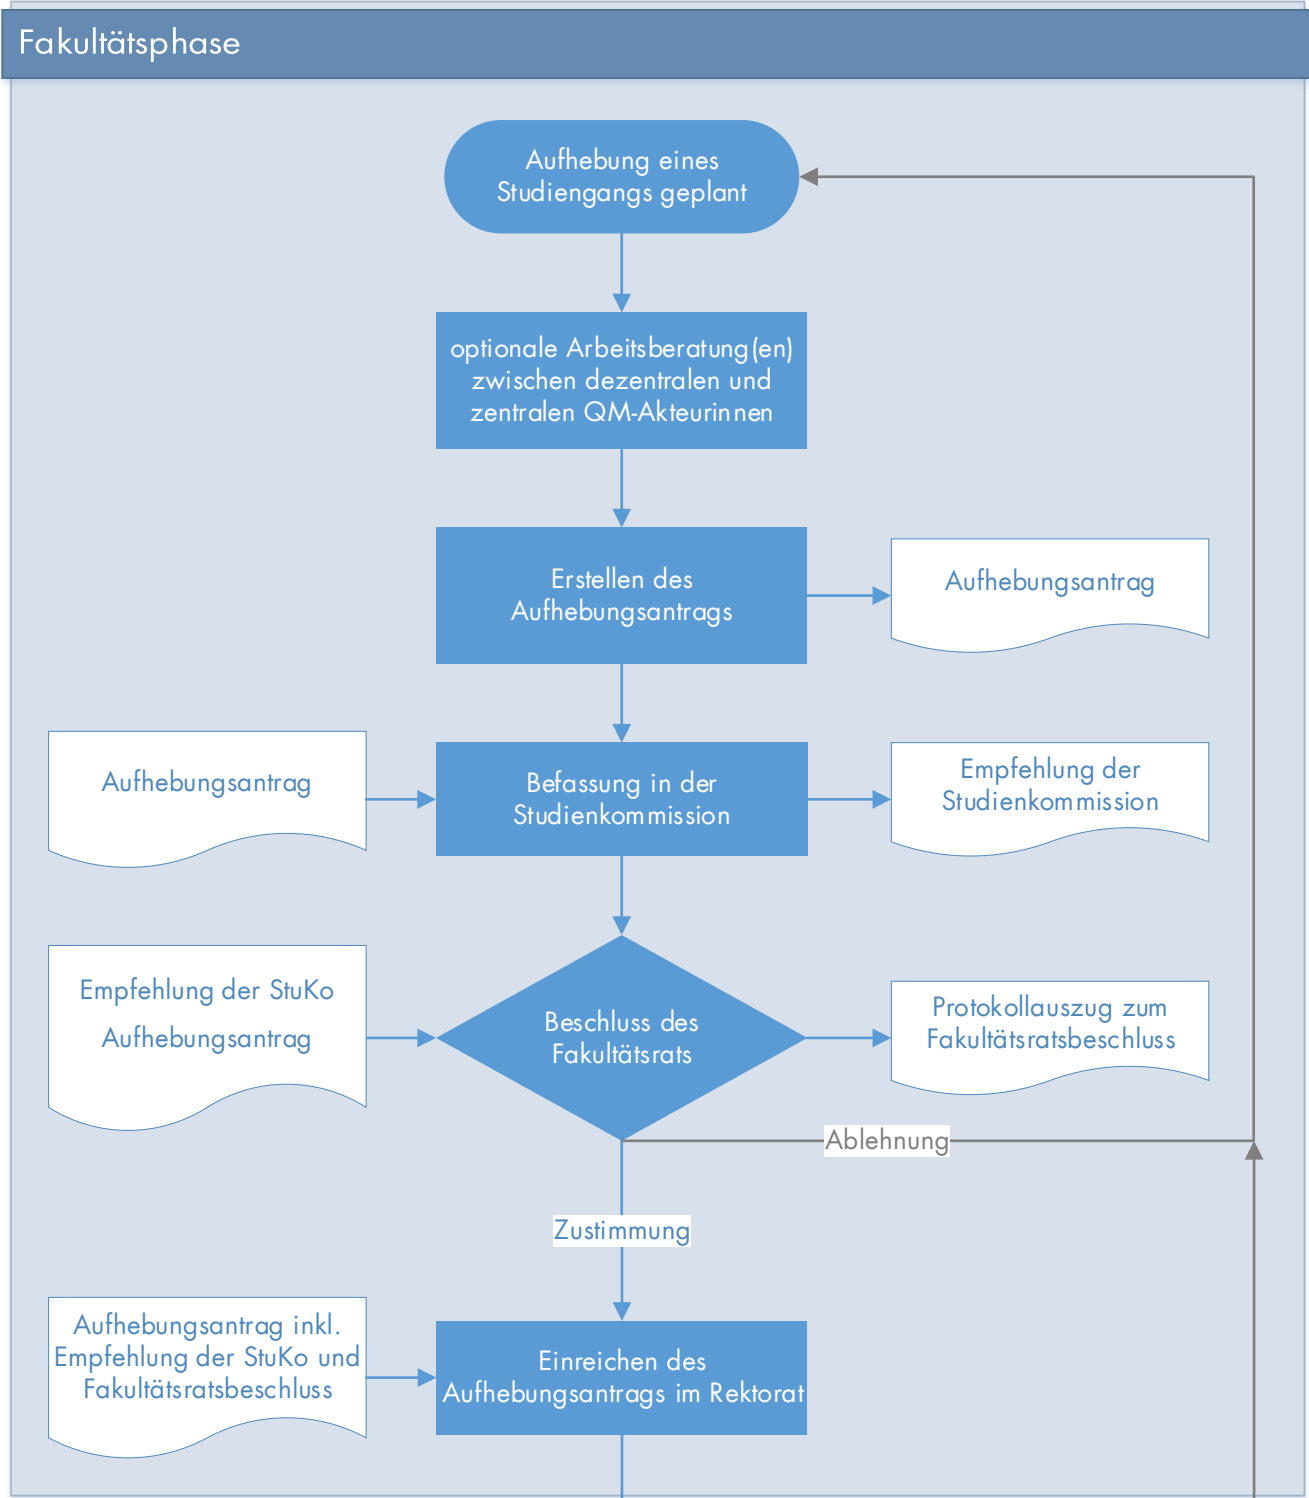 Fakultätsphase
Aufhebung eines
Studiengangs geplant
optionale Arbeitsberatung(en)
zwischen dezentralen und
zentralen QM-Akteurinnen
Erstellen des
Aufhebungsantrags
Aufhebungsantrag
Aufhebungsantrag
Befassung in der
Studienkommission
Empfehlung der
Studienkommission
Empfehlung der StuKo
Aufhebungsantrag
Beschluss des
Fakultätsrats
Protokollauszug zum
Fakultätsratsbeschluss
Ablehnung
Zustimmung
Aufhebungsantrag inkl.
Empfehlung der StuKo und
Fakultätsratsbeschluss
Einreichen des
Aufhebungsantrags im Rektorat